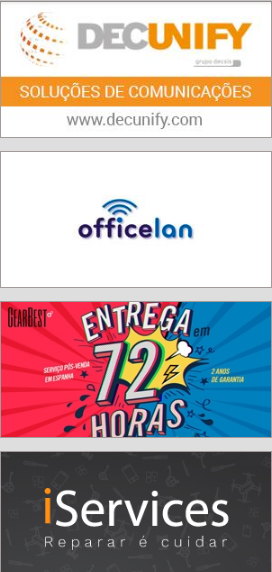 DECUNIFY
grupo decsis
SOLUÇÕES DE COMUNICAÇÕES
www.decunify.com
officelan
GEARBEST
ENTREGA em
72
HORAS
SERVIÇO PÓS-VENDA
EM ESPANHA
2 ANOS
DE GARANTIA
iServices
Reparar é cuidar